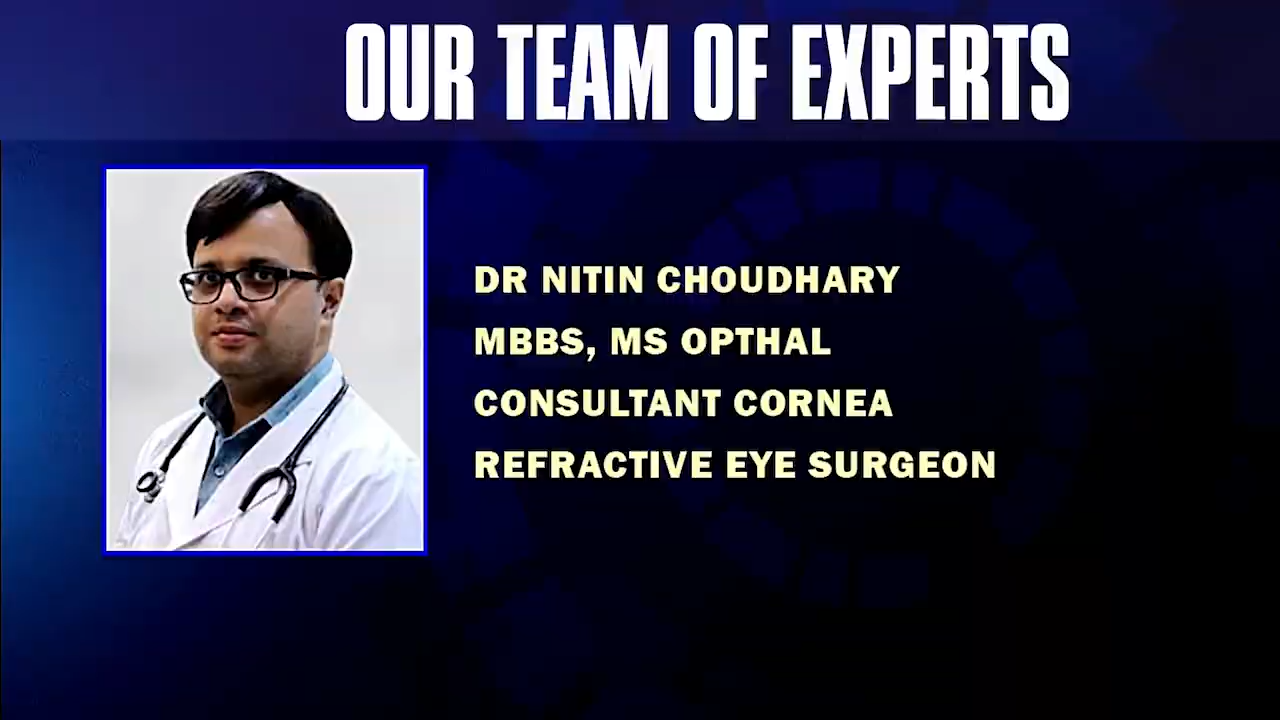 OUR TEAM OF EXPERTS
DR NITIN CHOUDHARY
MBBS, MS OPTHAL
CONSULTANT CORNEA
REFRACTIVE EYE SURGEON